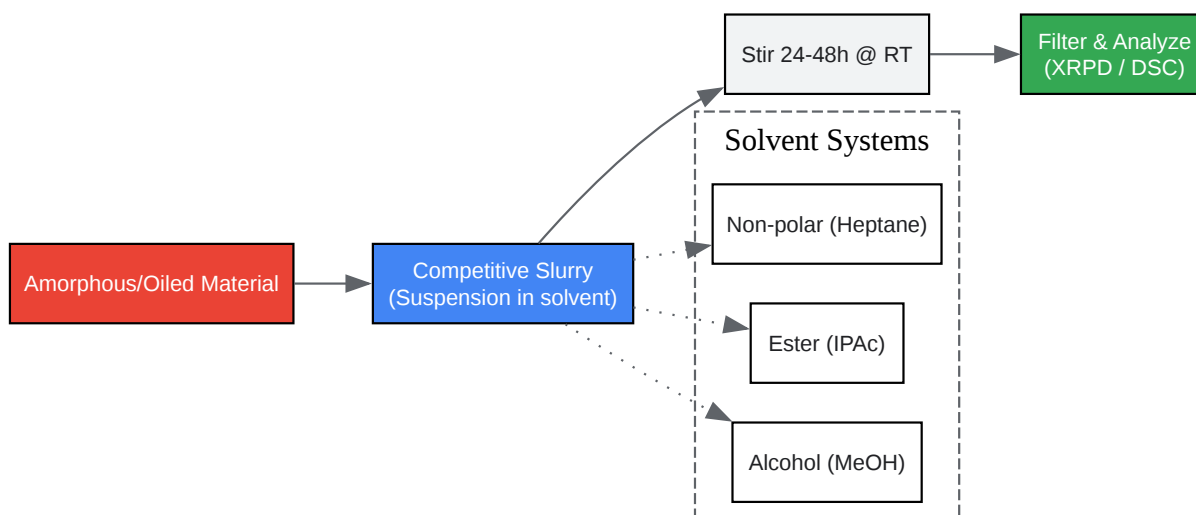 Stir 24-48h @ RT
Filter & Analyze
(XRPD / DSC)
Solvent Systems
Non-polar (Heptane)
Amorphous/Oiled Material
Competitive Slurry
(Suspension in solvent)
Ester (IPAc)
Alcohol (MeOH)